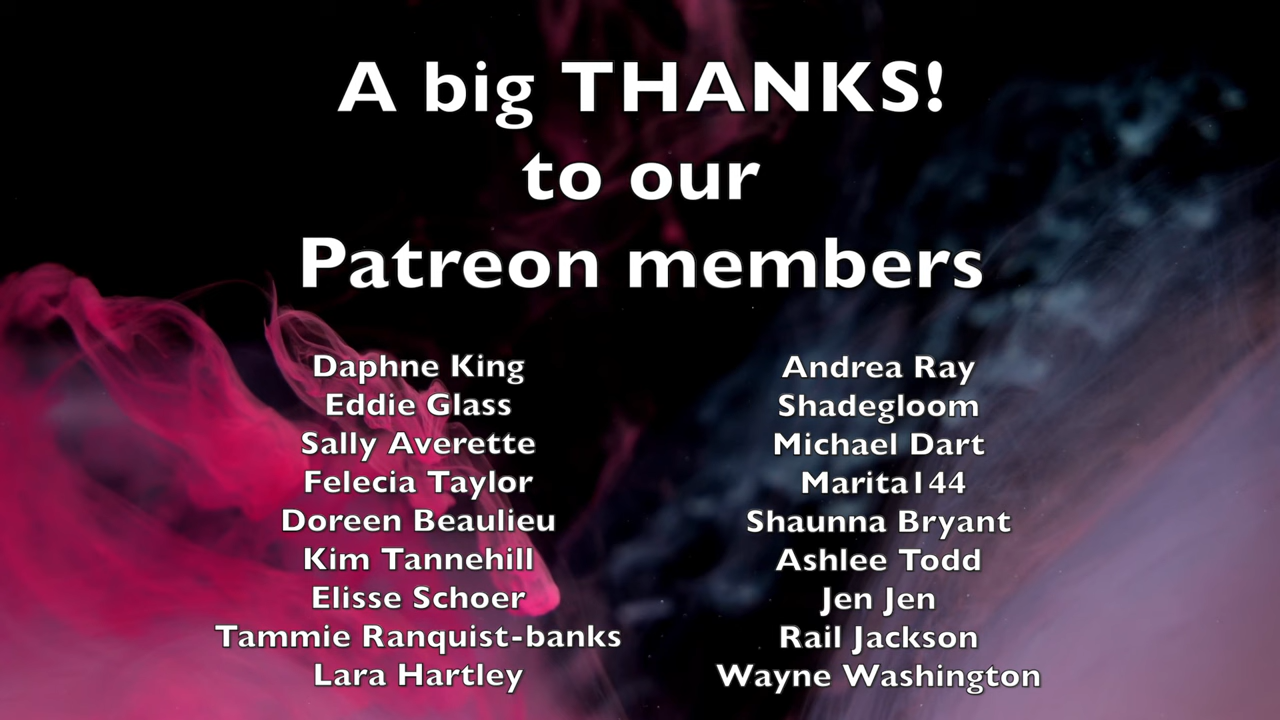 A big THANKS!
to our
Patreon members
Daphne King
Eddie Glass
Sally Averette
Felecia Taylor
Doreen Beaulieu
Kim Tannehill
Elisse Schoer
Tammie Ranquist-banks
Lara Hartley
Andrea Ray
Shadegloom
Michael Dart
Marita144
Shaunna Bryant
Ashlee Todd
Jen Jen
Rail Jackson
Wayne Washington